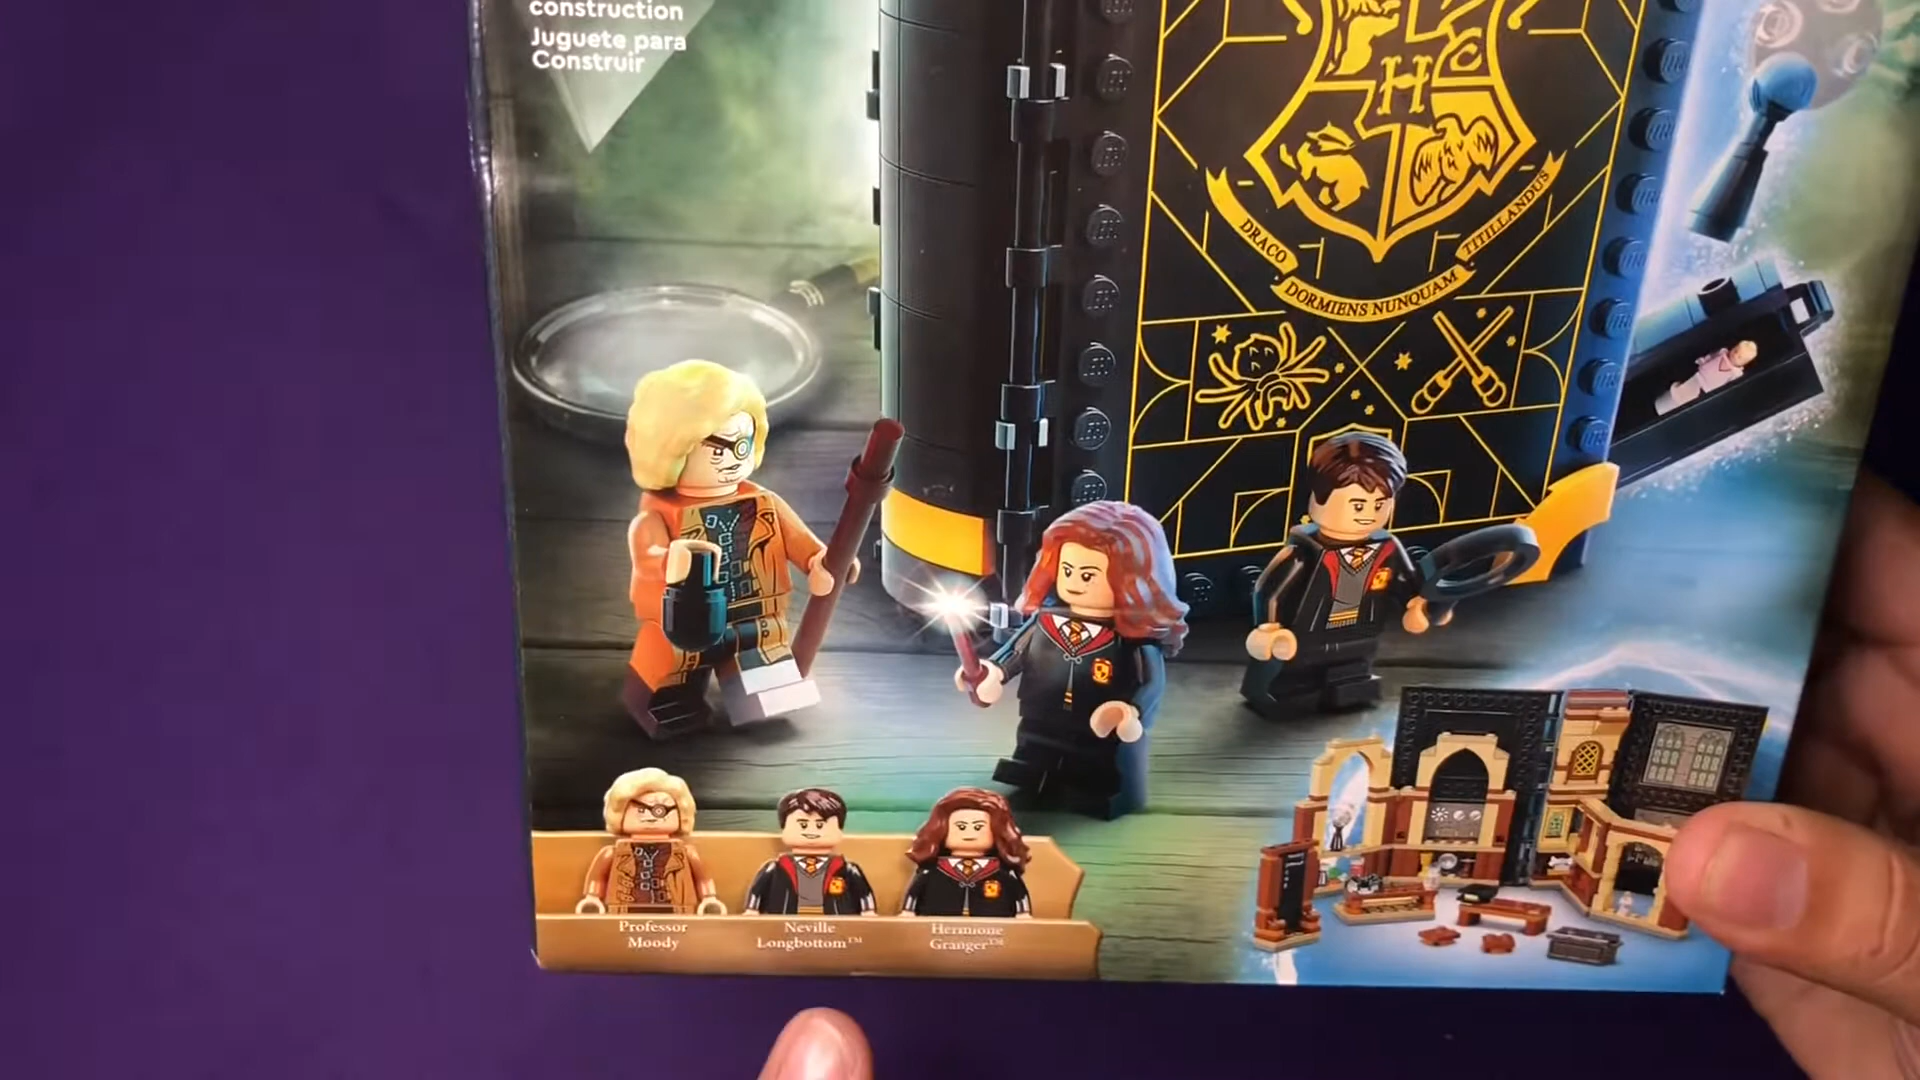 construction
Juguete para
Construir
H
DRACO
DORMIENS NUNQUAM
TITILLANDUS
Professor
Moody
Neville
Longbottom™
Hermione
Granger™